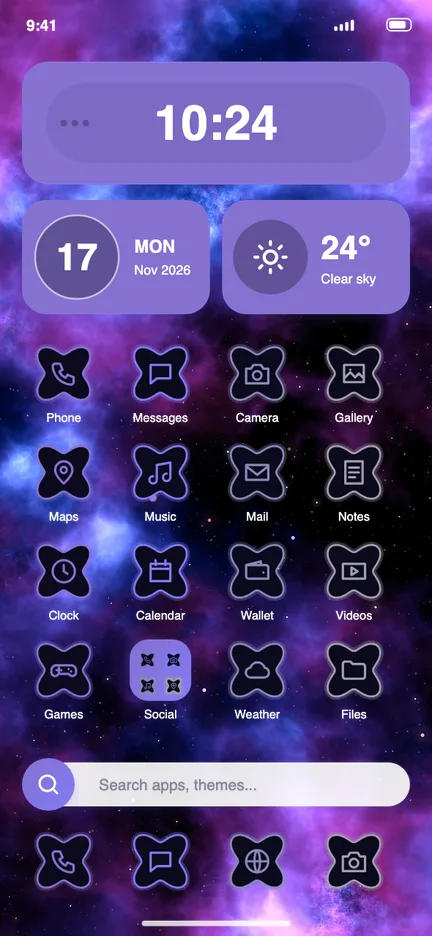 9:41
10:24
17
MON
Nov 2026
24°
Clear sky
Phone
Messages
Camera
Gallery
Maps
Music
Mail
Notes
Clock
Calendar
Wallet
Videos
Games
Social
Weather
Files
Search apps, themes...